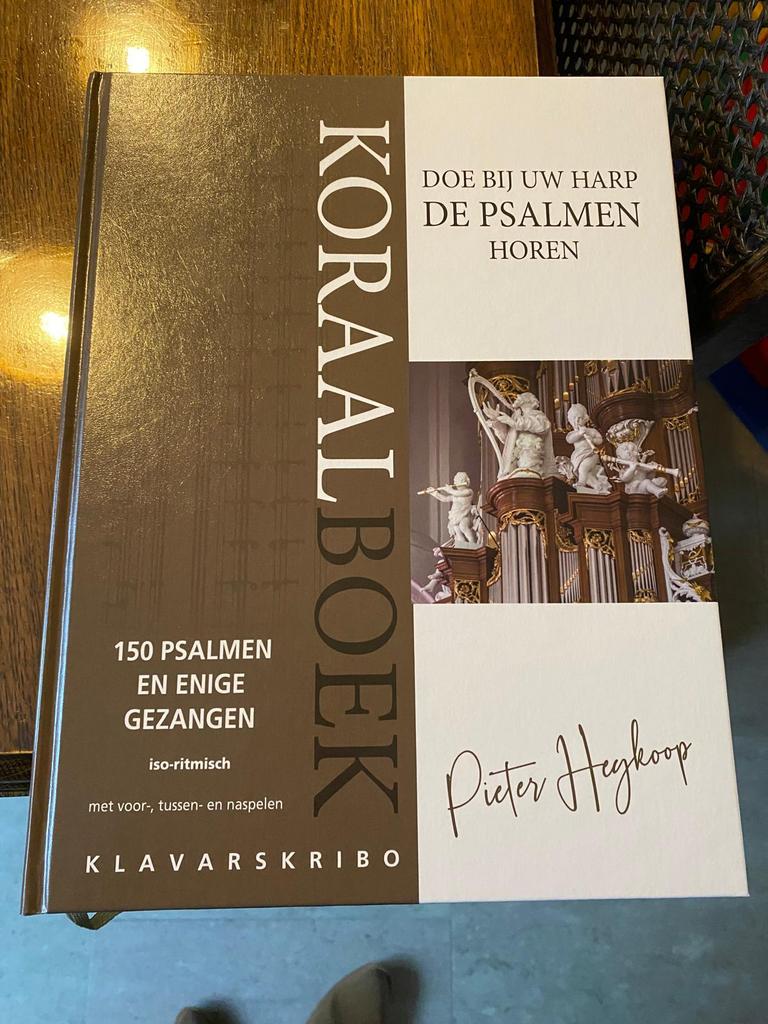 KORAALBOEK
DOE BIJ UW HARP
DE PSALMEN
HOREN
150 PSALMEN
EN ENIGE
GEZANGEN
iso-ritmisch
met voor-, tussen- en naspelen
KLAVARSKRIBO
Pieter Heykoop